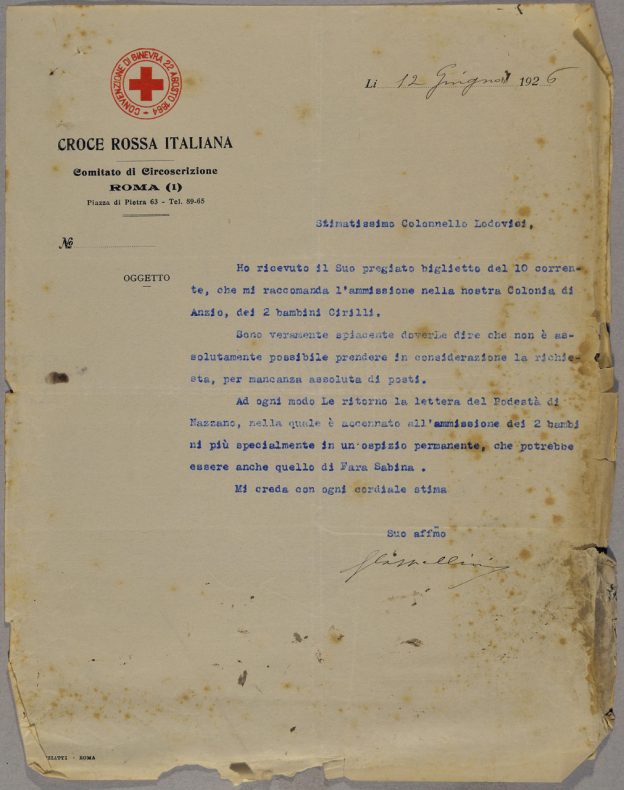 CONVENZIONE DI GINEVRA 22 AGOSTO 1864
Li 12 Giugno 1926
CROCE ROSSA ITALIANA
Comitato di Circoscrizione
ROMA (1)
Piazza di Pietra 63 - Tel. 89-65
Stimatissimo Colonnello Lodovici,
№
OGGETTO
Ho ricevuto il Suo pregiato biglietto del 10 corren-
te, che mi raccomanda l'ammissione nella nostra Colonia di
Anzio, dei 2 bambini Cirilli.
Sono veramente spiacente doverLe dire che non è as-
solutamente possibile prendere in considerazione la richie-
sta, per mancanza assoluta di posti.
Ad ogni modo Le ritorno la lettera del Podestà di
Nazzano, nella quale è accennato all'ammissione dei 2 bambi
ni più specialmente in un ospizio permanente, che potrebbe
essere anche quello di Fara Sabina .
Mi creda con ogni cordiale stima
Suo affmo
- ROMA